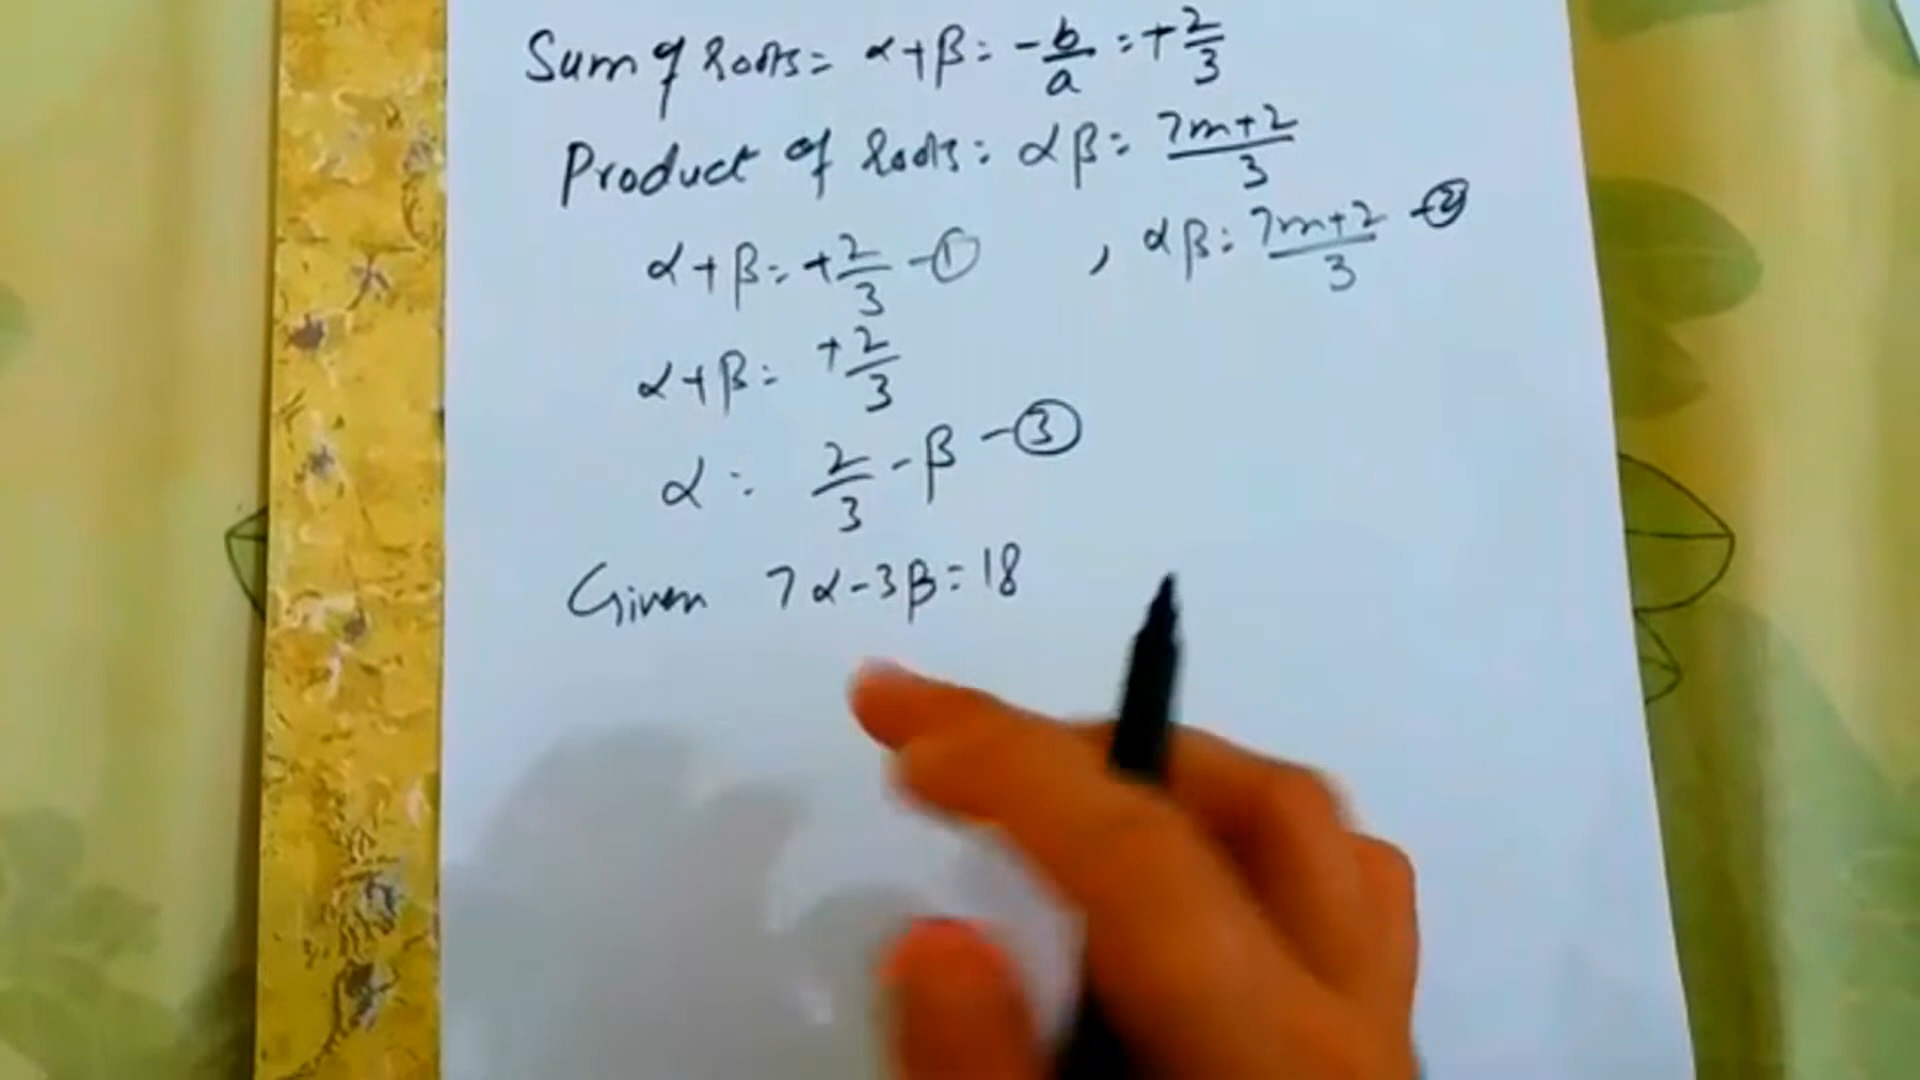 Sum of Roots = α+β = -b/a = +2/3
Product of Roots = αβ = 7m+2/3
α+β = +2/3 -①, αβ = 7m+2/3 -②
α+β = +2/3
α = 2/3 - β -③
Given 7α-3β=18